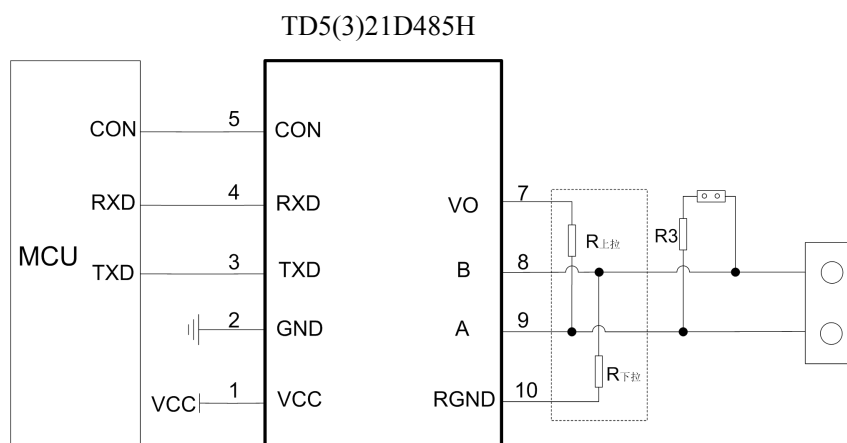 TD5(3)21D485H
CON 5 CON
7
RXD 4 RXD VO
R上拉 R3
MCU
TXD 3 TXD B 8
2 GND A 9
R下拉
VCC 1 VCC RGND 10